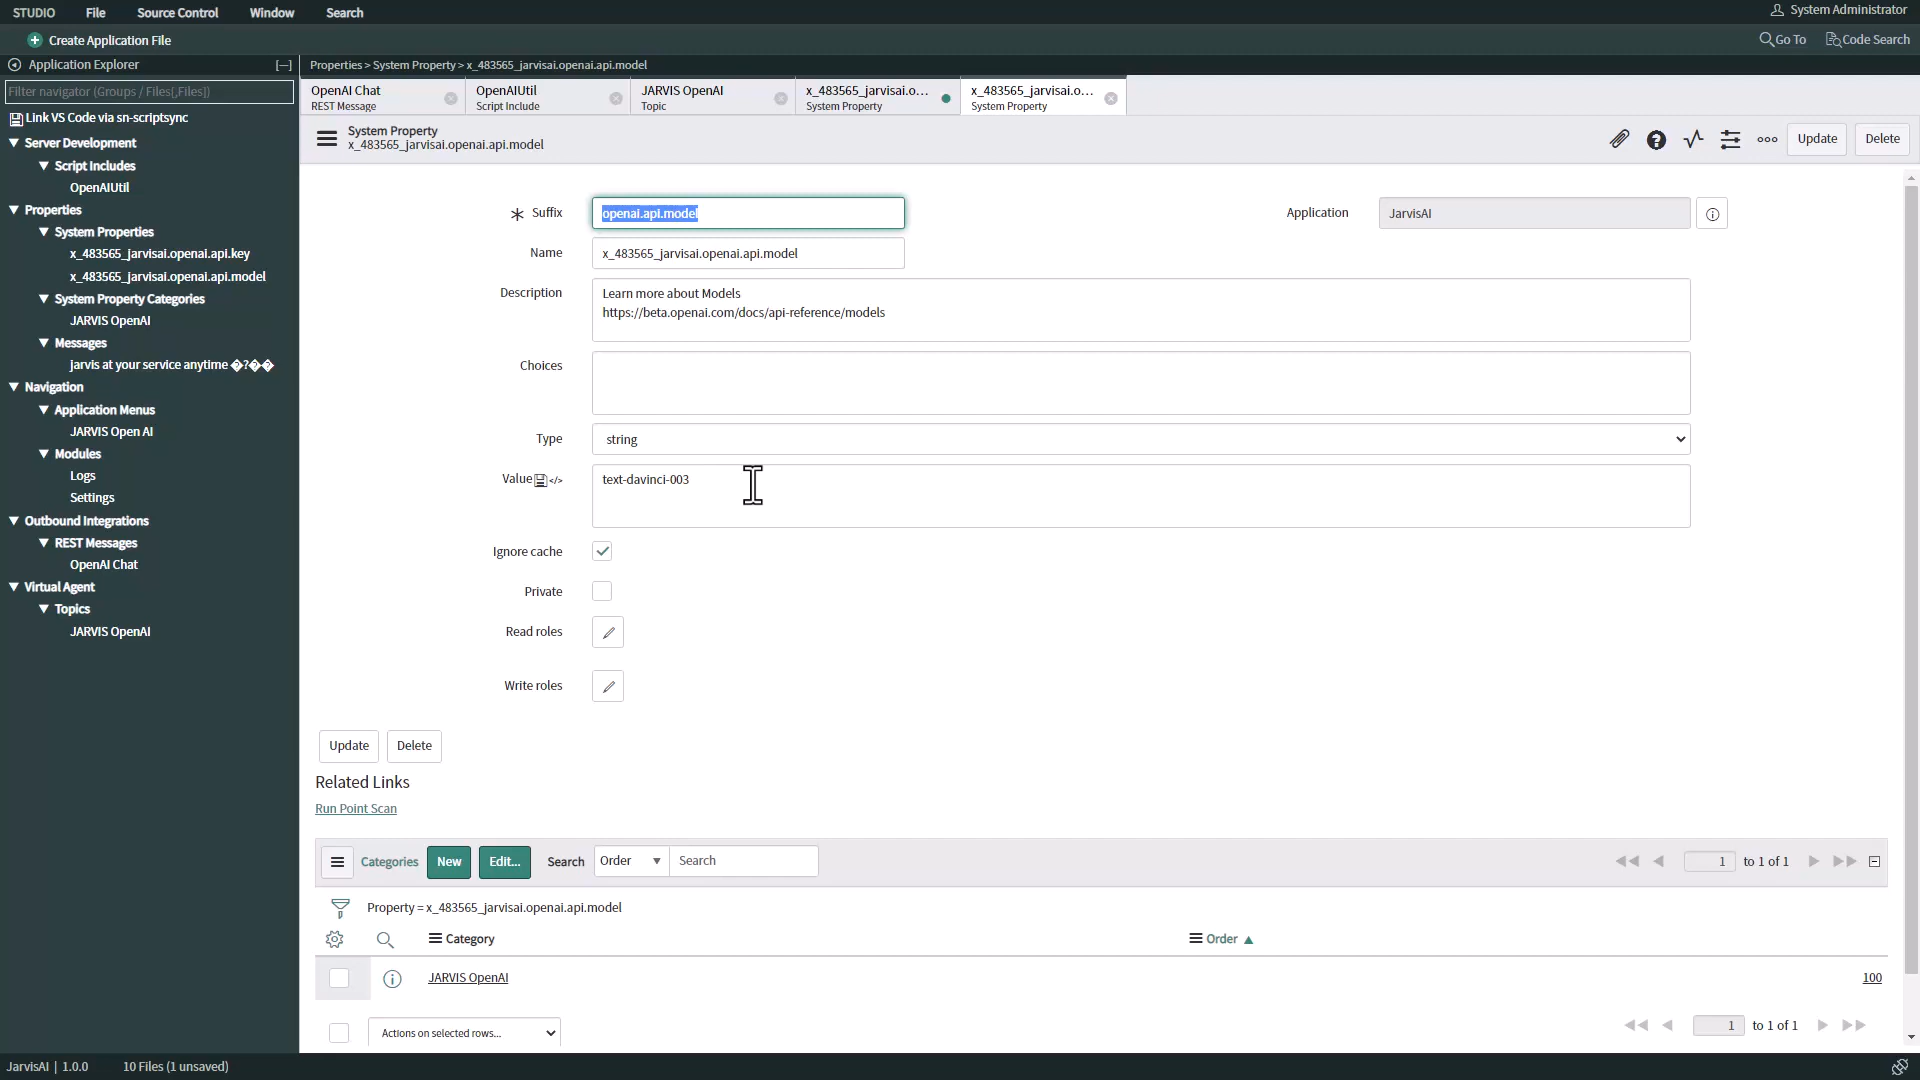 STUDIO File Source Control Window Search System Administrator
Create Application File Go To Code Search
Application Explorer [—] Properties > System Property > x_483565_jarvisai.openai.api.model
Filter navigator (Groups / Files(,Files))
OpenAI Chat
REST Message
OpenAIUtil
Script Include
JARVIS OpenAI
Topic
x_483565_jarvisai.o...
System Property
x_483565_jarvisai.o...
System Property
Link VS Code via sn-scriptsync
Server Development
Script Includes
OpenAIUtil
Properties
System Properties
x_483565_jarvisai.openai.api.key
x_483565_jarvisai.openai.api.model
System Property Categories
JARVIS OpenAI
Messages
jarvis at your service anytime �?��
Navigation
Application Menus
JARVIS Open AI
Modules
Logs
Settings
Outbound Integrations
REST Messages
OpenAI Chat
Virtual Agent
Topics
JARVIS OpenAI
System Property
x_483565_jarvisai.openai.api.model
Update Delete
Suffix openai.api.model Application JarvisAI
Name x_483565_jarvisai.openai.api.model
Description Learn more about Models
https://beta.openai.com/docs/api-reference/models
Choices
Type string
Value </> text-davinci-003
Ignore cache
Private
Read roles
Write roles
Update Delete
Related Links
Run Point Scan
Categories New Edit... Search Order Search 1 to 1 of 1
Property = x_483565_jarvisai.openai.api.model
Category Order
JARVIS OpenAI 100
Actions on selected rows... 1 to 1 of 1
JarvisAI | 1.0.0 10 Files (1 unsaved)